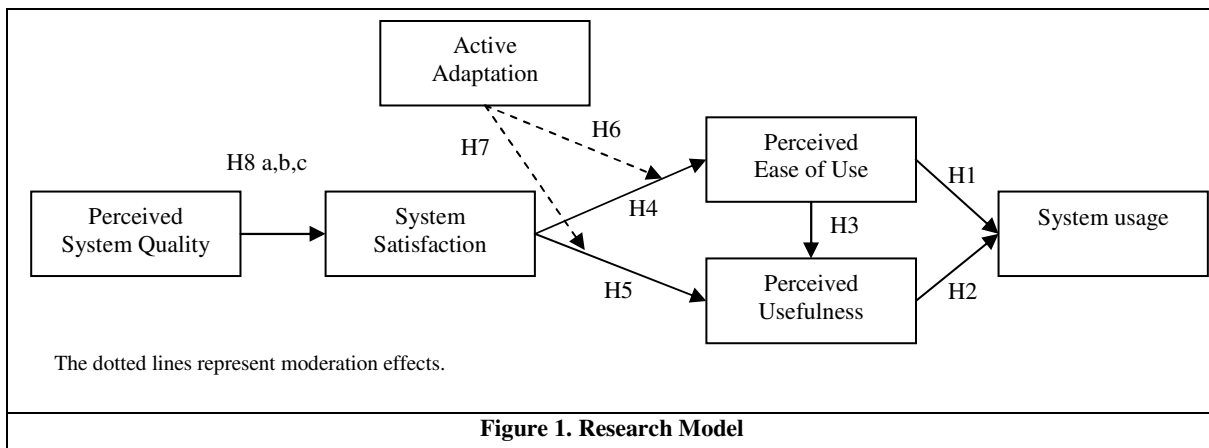 Active
Adaptation
H6
H7
H8 a,b,c
Perceived
System Quality
System
Satisfaction
H4
H5
Perceived
Ease of Use
H3
Perceived
Usefulness
H1
H2
System usage
The dotted lines represent moderation effects.
Figure 1. Research Model